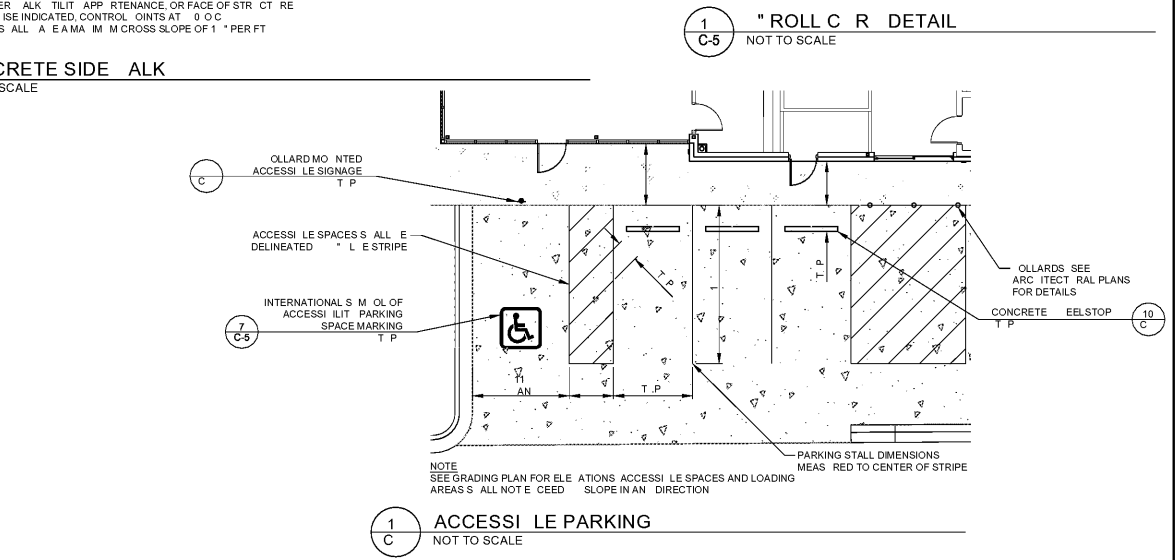 ER ALK TILIT APP RTENANCE, OR FACE OF STR CT RE
ISE INDICATED, CONTROL OINTS AT 0 O C
S ALL A E A MA IM M CROSS SLOPE OF 1 " PER FT
CRETE SIDE ALK
SCALE
1
C-5
" ROLL C R DETAIL
NOT TO SCALE
OLLARD MO NTED
ACCESSI LE SIGNAGE
T P
C
ACCESSI LE SPACES S ALL E
DELINEATED " L E STRIPE
INTERNATIONAL S M OL OF
ACCESSI ILIT PARKING
SPACE MARKING
T P
7
C-5
T P
1
T. P
11
AN
T .P
OLLARDS SEE
ARC ITECT RAL PLANS
FOR DETAILS
CONCRETE EELSTOP
T P
10
C
PARKING STALL DIMENSIONS
MEAS RED TO CENTER OF STRIPE
NOTE
SEE GRADING PLAN FOR ELE ATIONS ACCESSI LE SPACES AND LOADING
AREAS S ALL NOT E CEED SLOPE IN AN DIRECTION
1
C
ACCESSI LE PARKING
NOT TO SCALE